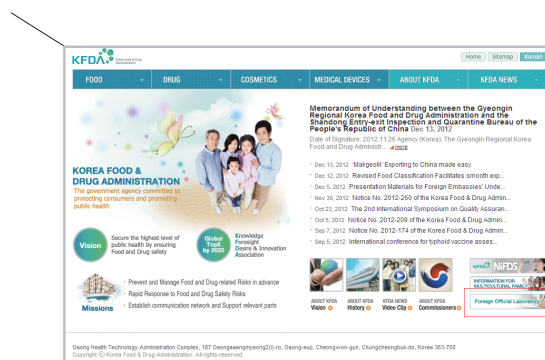 KFDA Korea Food & Drug Administration
Home Sitemap Korean
FOOD DRUG COSMETICS MEDICAL DEVICES ABOUT KFDA KFDA NEWS
Memorandum of Understanding between the Gyeongin
Regional Korea Food and Drug Administration and the
Shandong Entry-exit Inspection and Quarantine Bureau of the
People's Republic of China Dec 13, 2012
Date of Signature: 2012.11.29 Agency (Korea): The Gyeongin Regional Korea
Food and Drug Administr... more
Dec 13, 2012 'Makgeolli' Exporting to China made easy.
Dec 12, 2012 Revised Food Classification Facilitates smooth exp...
Dec 5, 2012 Presentation Materials for Foreign Embassies' Unde...
Nov 30, 2012 Notice No. 2012-260 of the Korea Food & Drug Admin...
Oct 23, 2012 The 2nd International Symposium on Quality Assuran...
Oct 5, 2012 Notice No. 2012-209 of the Korea Food & Drug Admin...
Sep 7, 2012 Notice No. 2012-174 of the Korea Food & Drug Admin...
Sep 5, 2012 International conference for typhoid vaccine asses...
KOREA FOOD &
DRUG ADMINISTRATION
The government agency committed to
protecting consumers and promoting
public health
Vision
Secure the highest level of
public health by ensuring
Food and Drug safety
Global
Top5
by 2020
Knowledge
Foresight
Desire & Innovation
Association
Missions
Prevent and Manage Food and Drug related Risks in advance
Rapid Response to Food and Drug Safety Risks
Establish communication network and Support relevant parts
ABOUT KFDA
Vision
ABOUT KFDA
History
KFDA NEWS
Video Clip
ABOUT KFDA
Commissioners
KFDA NiFDS
INFORMATION FOR
MULTICULTURAL FAMILY
Foreign Official Laboratory
Osong Health Technology Administration Complex, 187 Osongsaengmyeong2(i)-ro, Osong-eup, Cheongwon-gun, Chungcheongbuk-do, Korea 363-700
Copyright © Korea Food & Drug Administration. All rights reserved.